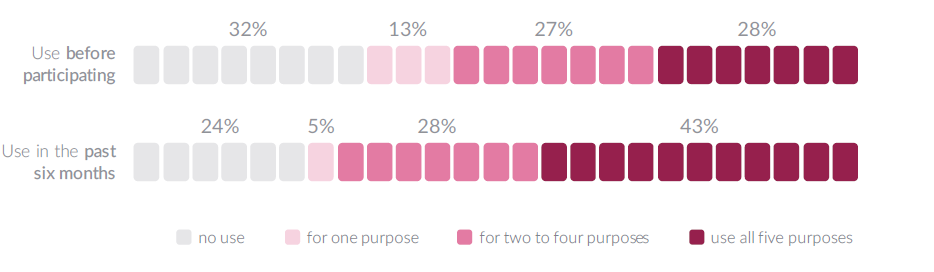 32% 13% 27% 28%
Use before
participating
24% 5% 28% 43%
Use in the past
six months
no use for one purpose for two to four purposes use all five purposes